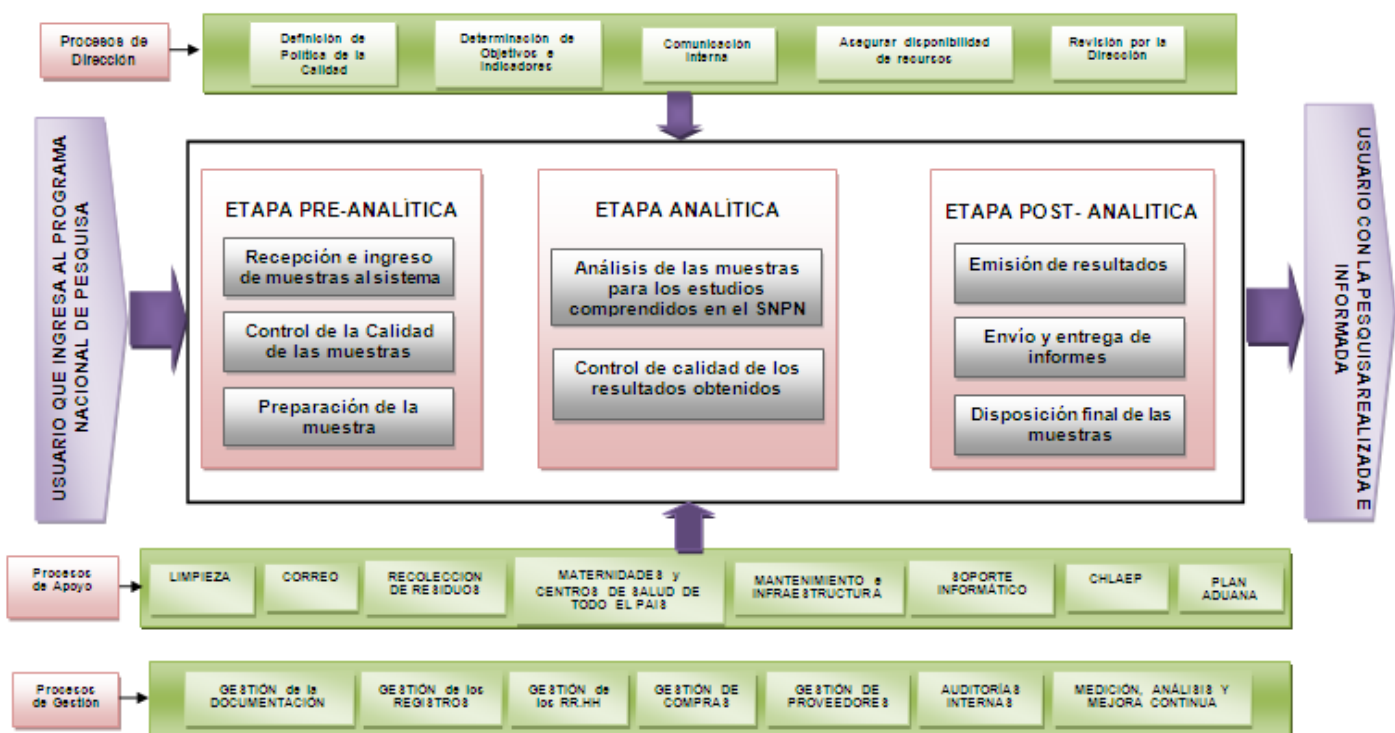 Procesos de
Dirección
Definición de
Política de la
Calidad
Determinación de
Objetivos e
Indicadores
Comunicación
Interna
Asegurar disponibilidad
de recursos
Revisión por la
Dirección
USUARIO QUE INGRESA AL PROGRAMA
NACIONAL DE PESQUISA
ETAPA PRE-ANALÍTICA
Recepción e ingreso
de muestras al sistema
Control de la Calidad
de las muestras
Preparación de la
muestra
ETAPA ANALÍTICA
Análisis de las muestras
para los estudios
comprendidos en el SNPN
Control de calidad de los
resultados obtenidos
ETAPA POST- ANALITICA
Emisión de resultados
Envío y entrega de
informes
Disposición final de las
muestras
USUARIO CON LA PESQUISA REALIZADA E
INFORMADA
Procesos
de Apoyo
LIMPIEZA
CORREO
RECOLECCION
DE RESIDUOS
MATERNIDADES y
CENTROS DE SALUD DE
TODO EL PAIS
MANTENIMIENTO e
INFRAESTRUCTURA
SOPORTE
INFORMÁTICO
CHLAEP
PLAN
ADUANA
Procesos
de Gestión
GESTIÓN de la
DOCUMENTACIÓN
GESTIÓN de los
REGISTROS
GESTIÓN de
los RR.HH
GESTIÓN DE
COMPRAS
GESTIÓN DE
PROVEEDORES
AUDITORÍAS
INTERNAS
MEDICIÓN, ANÁLISIS Y
MEJORA CONTINUA